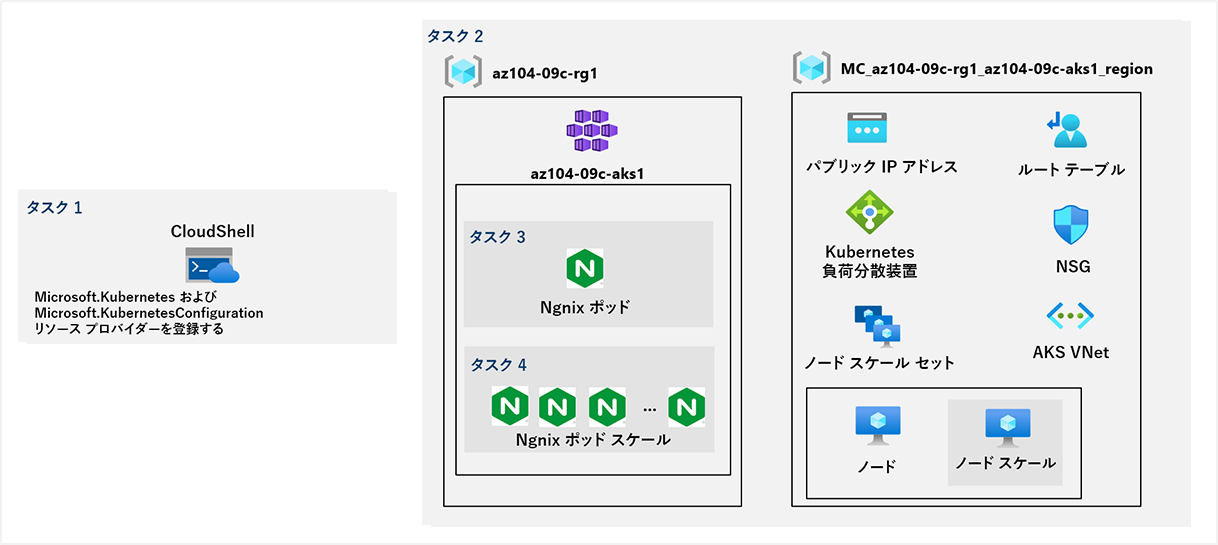 タスク 1
CloudShell
Microsoft.Kubernetes および
Microsoft.KubernetesConfiguration
リソース プロバイダーを登録する
タスク 2
az104-09c-rg1
az104-09c-aks1
タスク 3
N
Ngnix ポッド
タスク 4
N N N ... N
Ngnix ポッド スケール
MC_az104-09c-rg1_az104-09c-aks1_region
パブリック IP アドレス
ルート テーブル
Kubernetes
負荷分散装置
NSG
ノード スケール セット
AKS VNet
ノード
ノード スケール